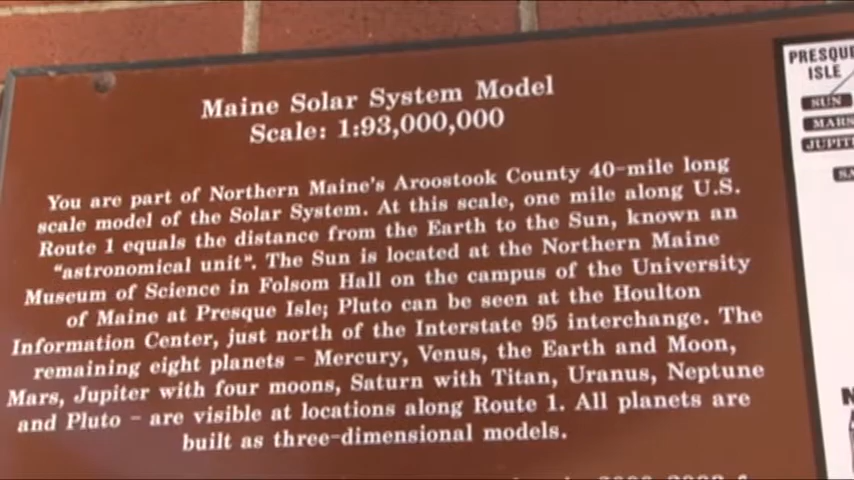 Maine Solar System Model
Scale: 1:93,000,000
You are part of Northern Maine's Aroostook County 40-mile long
scale model of the Solar System. At this scale, one mile along U.S.
Route 1 equals the distance from the Earth to the Sun, known an
"astronomical unit". The Sun is located at the Northern Maine
Museum of Science in Folsom Hall on the campus of the University
of Maine at Presque Isle; Pluto can be seen at the Houlton
Information Center, just north of the Interstate 95 interchange. The
remaining eight planets - Mercury, Venus, the Earth and Moon,
Mars, Jupiter with four moons, Saturn with Titan, Uranus, Neptune
and Pluto - are visible at locations along Route 1. All planets are
built as three-dimensional models.
PRESQUE
ISLE
SUN
MARS
JUPIT
SA